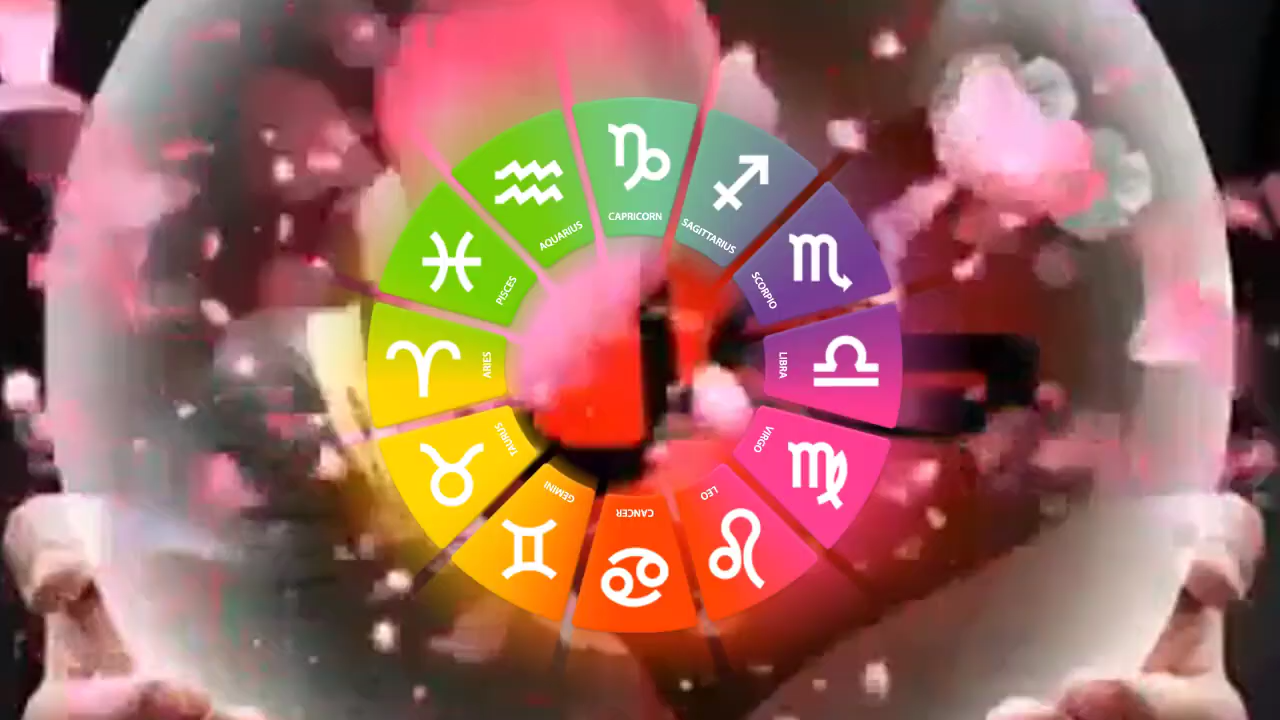 CAPRICORN
SAGITTARIUS
SCORPIO
LIBRA
VIRGO
LEO
CANCER
GEMINI
TAURUS
ARIES
PISCES
AQUARIUS